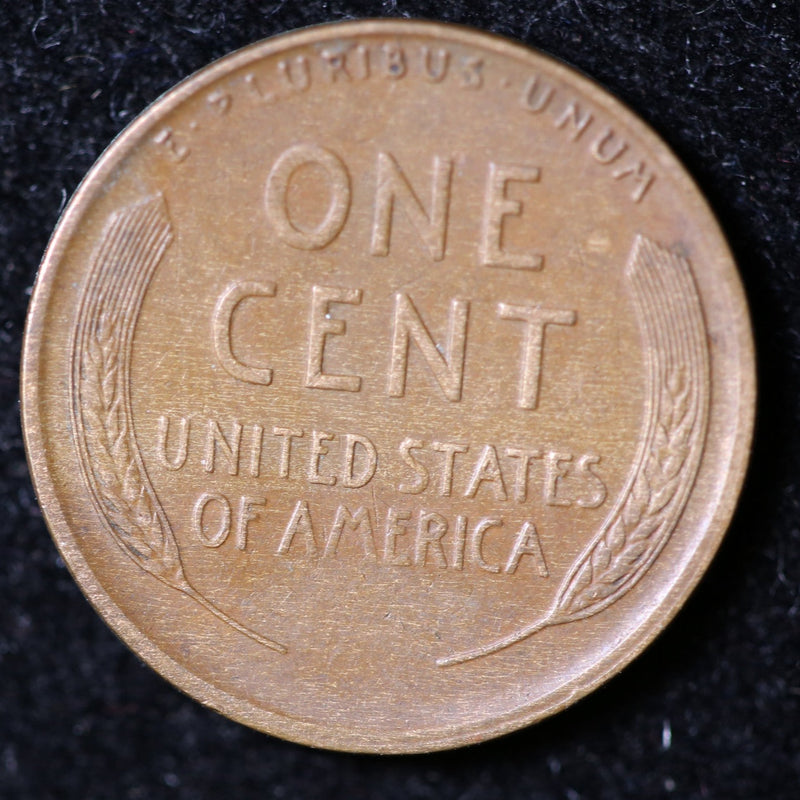 E·PLURIBUS·UNUM
ONE
CENT
UNITED STATES
OF AMERICA